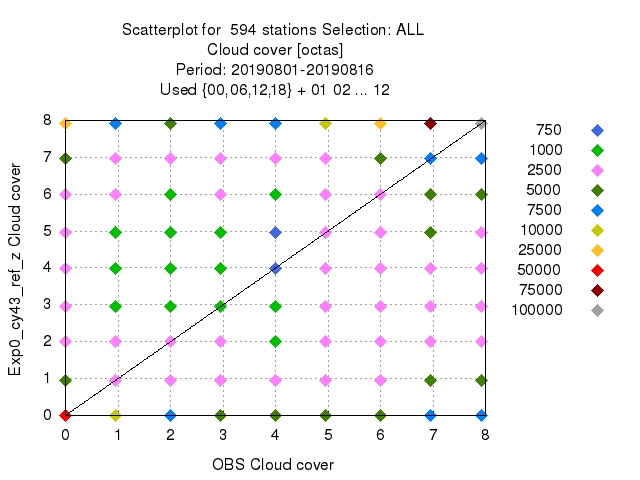 Scatterplot for 594 stations Selection: ALL
Cloud cover [octas]
Period: 20190801-20190816
Used {00,06,12,18} + 01 02 ... 12
Exp0_cy43_ref_z Cloud cover
8
7
6
5
4
3
2
1
0
0 1 2 3 4 5 6 7 8
OBS Cloud cover
750
1000
2500
5000
7500
10000
25000
50000
75000
100000